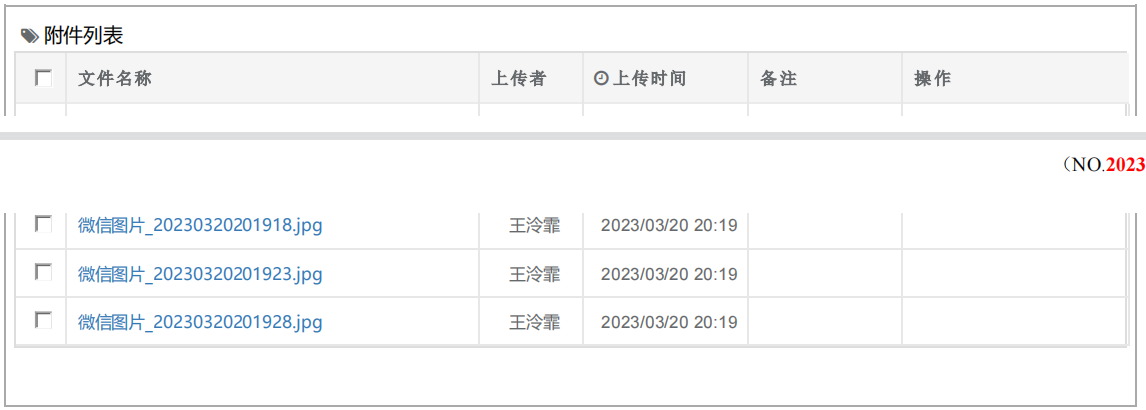 附件列表
文件名称 上传者 上传时间 备注 操作
（NO.2023
微信图片_20230320201918.jpg 王泠霏 2023/03/20 20:19
微信图片_20230320201923.jpg 王泠霏 2023/03/20 20:19
微信图片_20230320201928.jpg 王泠霏 2023/03/20 20:19